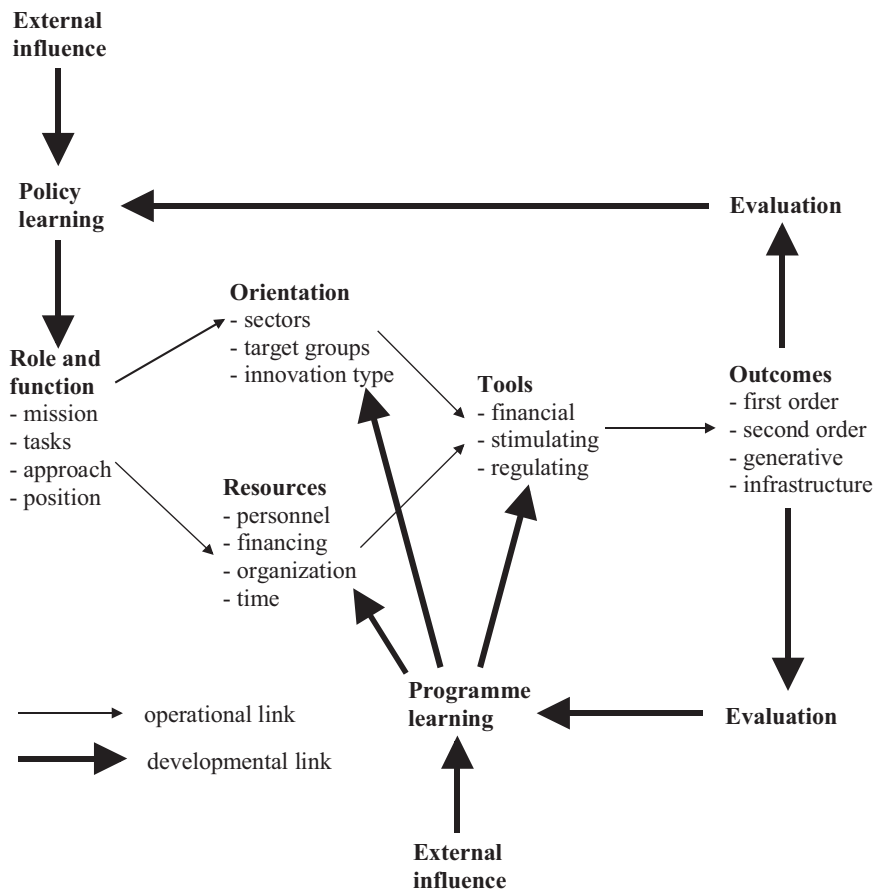 External
influence
Policy
learning
Evaluation
Orientation
- sectors
- target groups
- innovation type
Role and
function
- mission
- tasks
- approach
- position
Tools
- financial
- stimulating
- regulating
Outcomes
- first order
- second order
- generative
- infrastructure
Resources
- personnel
- financing
- organization
- time
Programme
learning
Evaluation
operational link
developmental link
External
influence